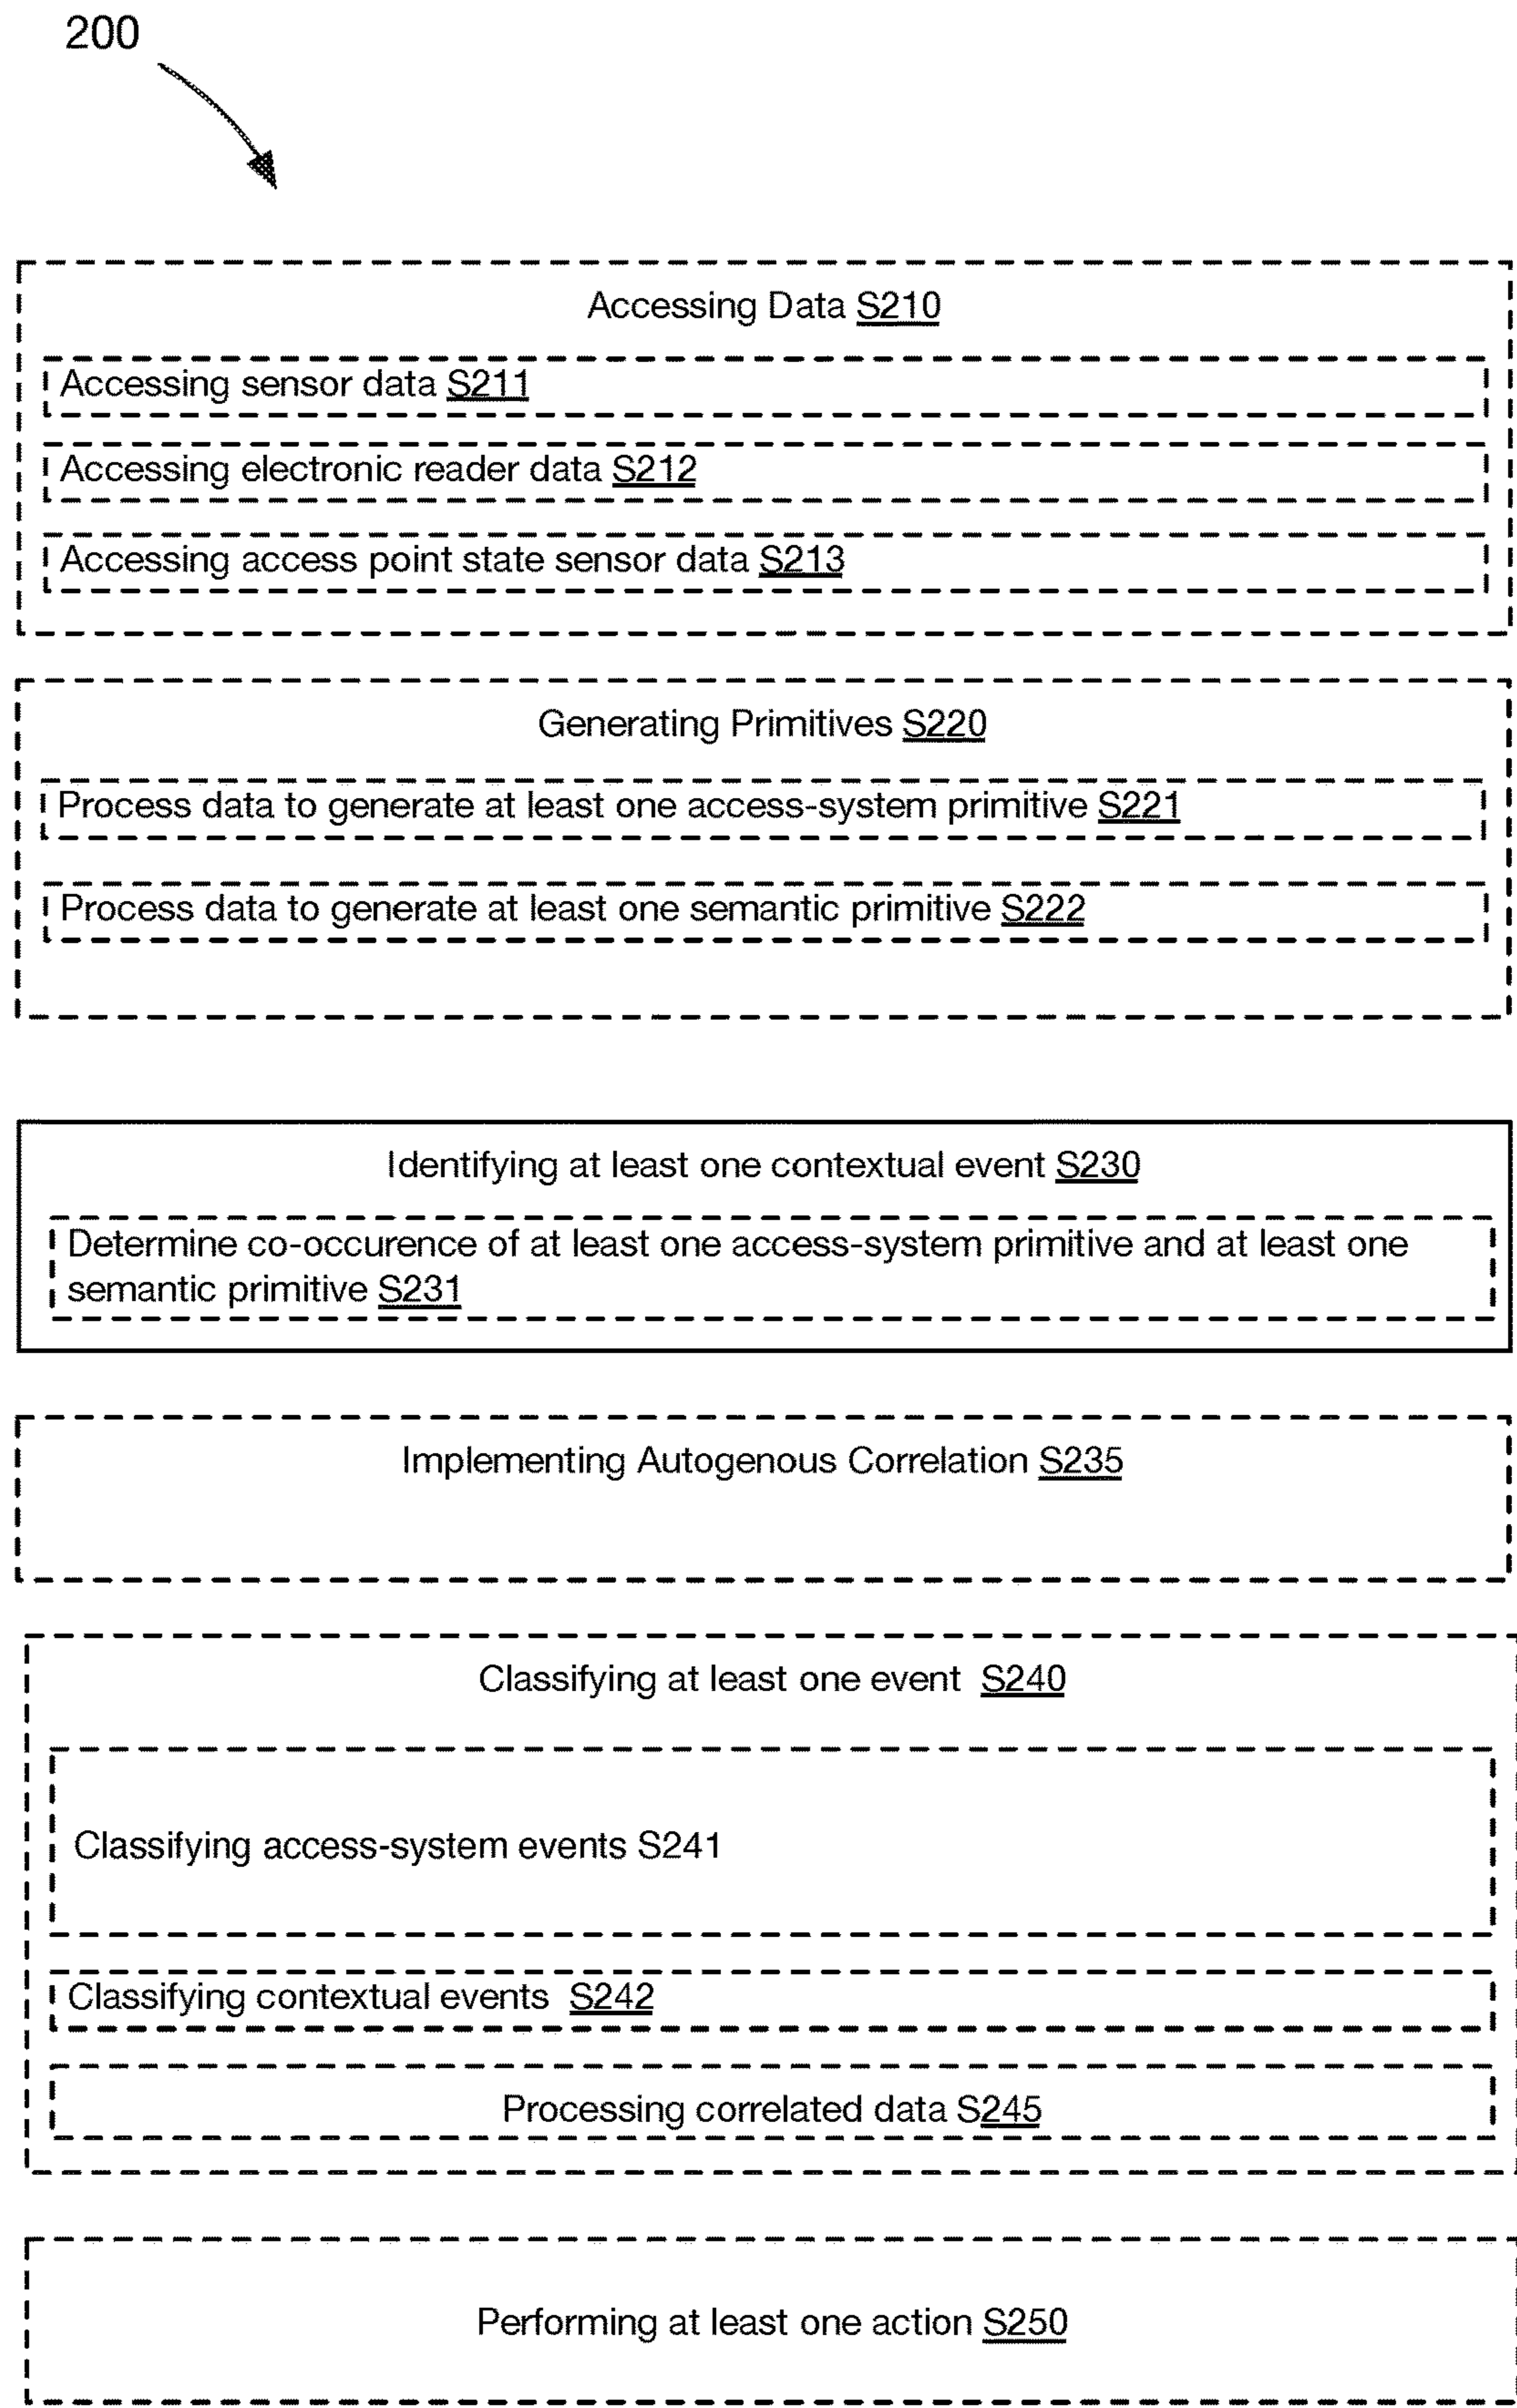 200
Accessing Data S210
Accessing sensor data S211
Accessing electronic reader data S212
Accessing access point state sensor data S213
Generating Primitives S220
Process data to generate at least one access-system primitive S221
Process data to generate at least one semantic primitive S222
Identifying at least one contextual event S230
Determine co-occurence of at least one access-system primitive and at least one
semantic primitive S231
Implementing Autogenous Correlation S235
Classifying at least one event S240
Classifying access-system events S241
Classifying contextual events S242
Processing correlated data S245
Performing at least one action S250